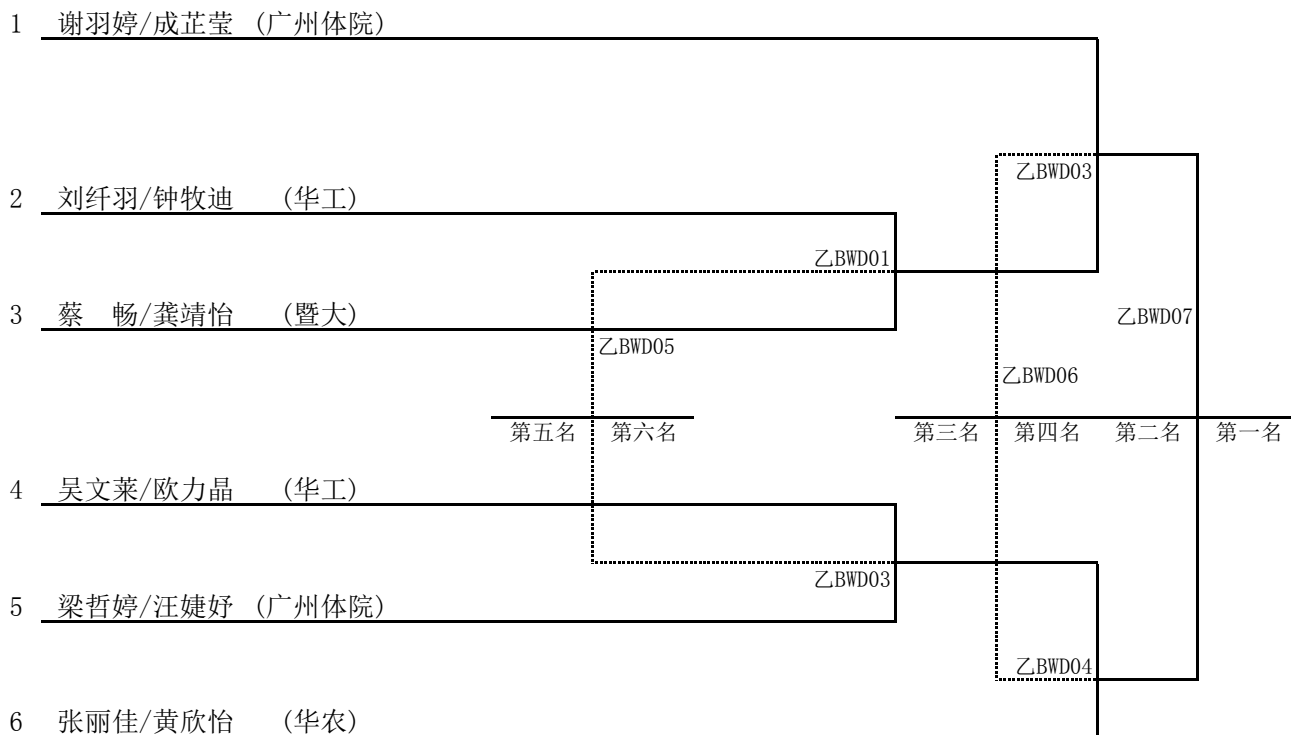 1 谢羽婷/成芷莹 (广州体院)
乙BWD03
2 刘纤羽/钟牧迪 (华工)
乙BWD01
3 蔡 畅/龚靖怡 (暨大)
乙BWD07
乙BWD05
乙BWD06
第五名 第六名 第三名 第四名 第二名 第一名
4 吴文莱/欧力晶 (华工)
乙BWD03
5 梁哲婷/汪婕妤 (广州体院)
乙BWD04
6 张丽佳/黄欣怡 (华农)